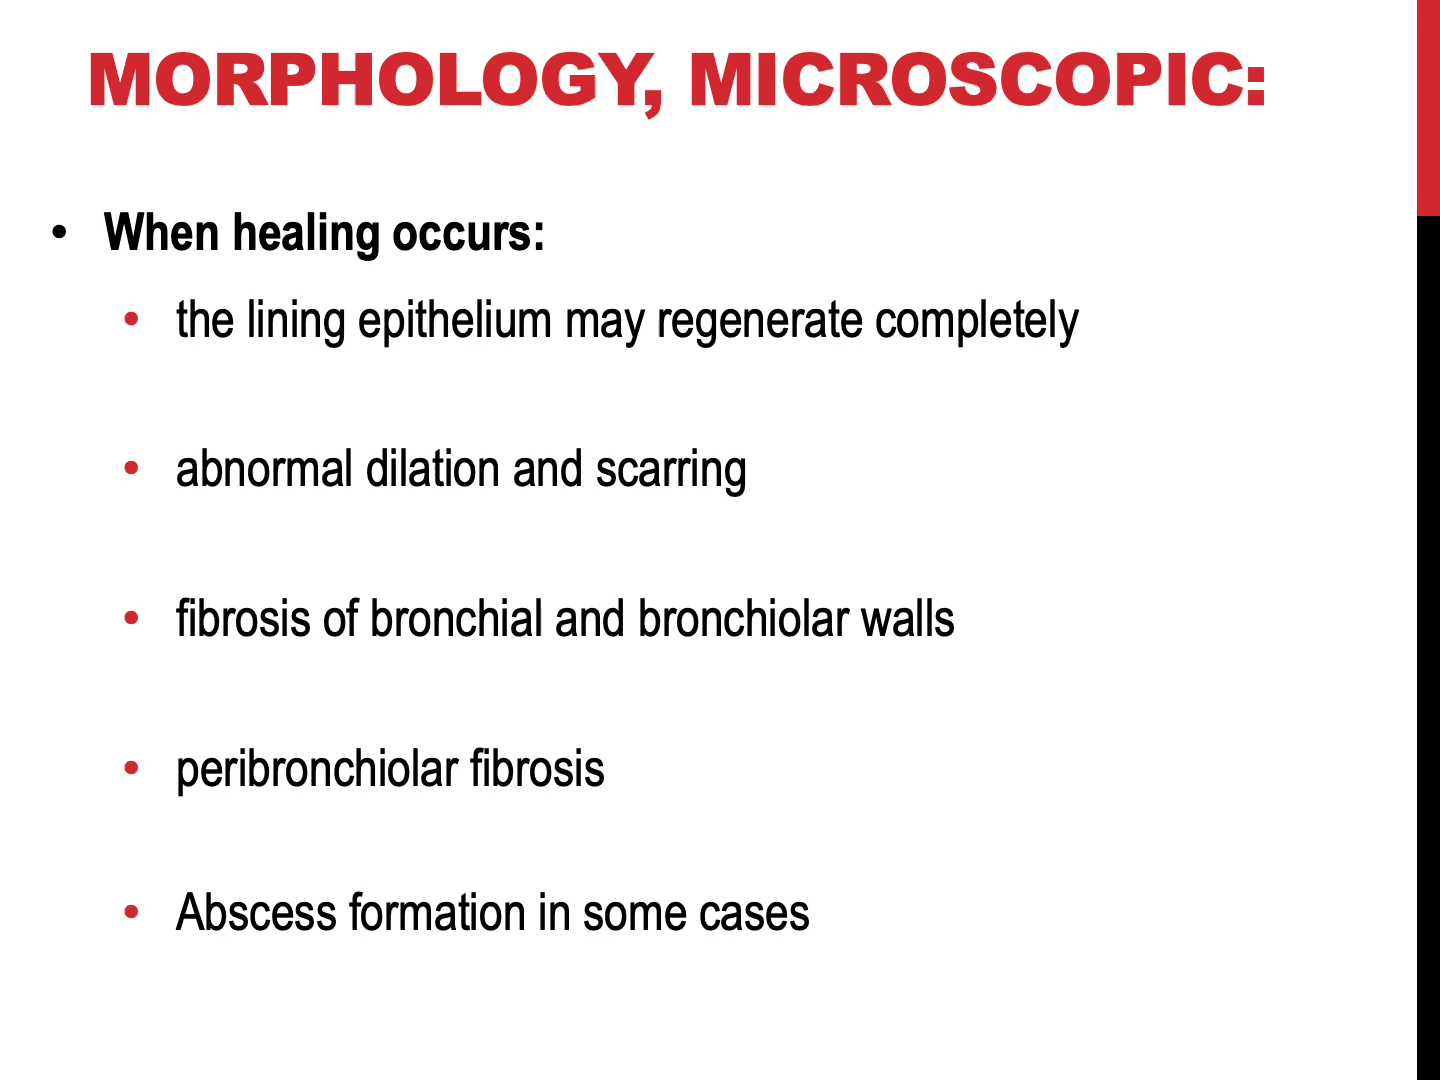 MORPHOLOGY, MICROSCOPIC:
• When healing occurs:
• the lining epithelium may regenerate completely
• abnormal dilation and scarring
• fibrosis of bronchial and bronchiolar walls
• peribronchiolar fibrosis
• Abscess formation in some cases